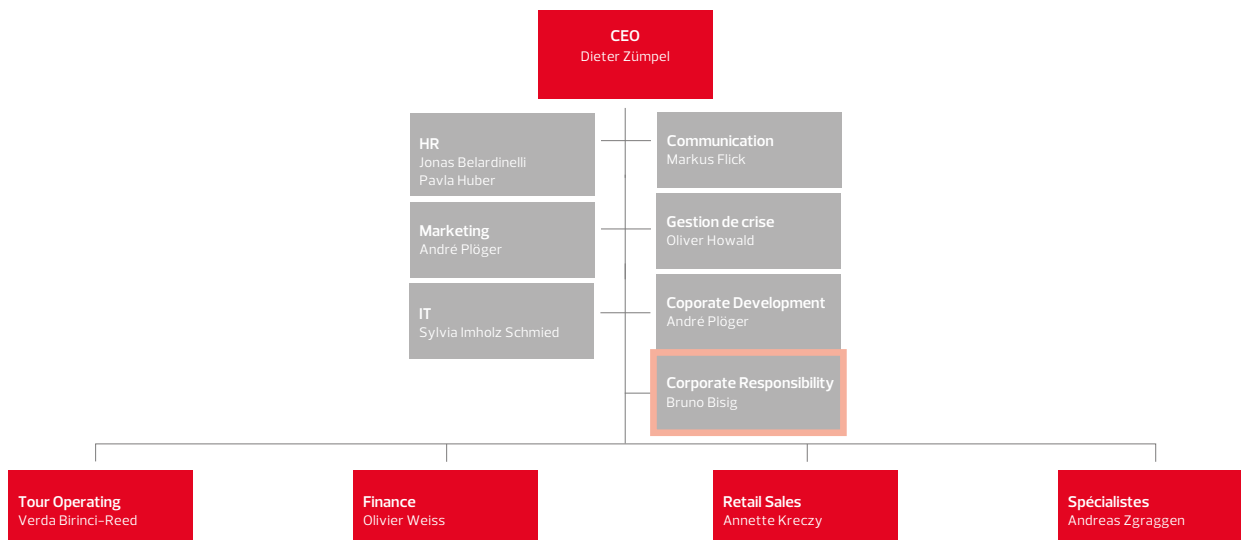 CEO
Dieter Zümpel
HR
Jonas Belardinelli
Pavla Huber
Communication
Markus Flick
Marketing
André Plöger
Gestion de crise
Oliver Howald
IT
Sylvia Imholz Schmied
Coporate Development
André Plöger
Corporate Responsibility
Bruno Bisig
Tour Operating
Verda Birinci-Reed
Finance
Olivier Weiss
Retail Sales
Annette Kreczy
Spécialistes
Andreas Zgraggen